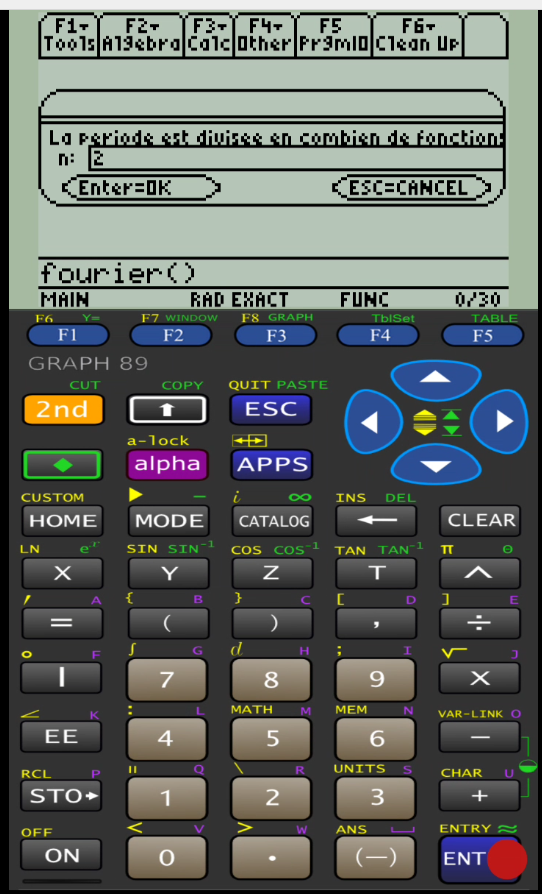 F1 F2 F3 F4 F5 F6
Tools Algebra Calc Other PrgmIO Clean Up
La periode est divisee en combien de fonctions
n: 2
Enter=OK ESC=CANCEL
fourier()
MAIN RAD EXACT FUNC 0/30
F6 Y= F7 WINDOW F8 GRAPH TblSet TABLE
F1 F2 F3 F4 F5
GRAPH 89
CUT COPY QUIT PASTE
2nd ESC
a-lock
alpha APPS
CUSTOM i ∞ INS DEL
HOME MODE CATALOG ← CLEAR
LN eˣ SIN SIN⁻¹ COS COS⁻¹ TAN TAN⁻¹ π θ
X Y Z T ^
′ A { B } C [ D ] E
= ( ) , ÷
° F ∫ G d H ; I √ J
| 7 8 9 ×
∠ K : L MATH M MEM N VAR-LINK O
EE 4 5 6 −
RCL P " Q \ R UNITS S CHAR U
STO▸ 1 2 3 +
OFF < V > W ANS ENTRY ≈
ON 0 . (−) ENT